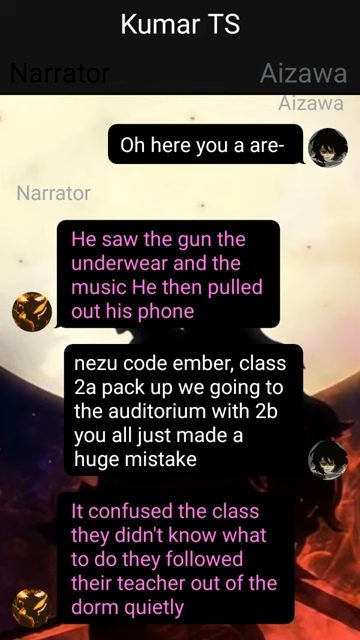 Kumar TS
Narrator
Aizawa
Aizawa
Oh here you a are-
Narrator
He saw the gun the
underwear and the
music He then pulled
out his phone
nezu code ember, class
2a pack up we going to
the auditorium with 2b
you all just made a
huge mistake
It confused the class
they didn't know what
to do they followed
their teacher out of the
dorm quietly